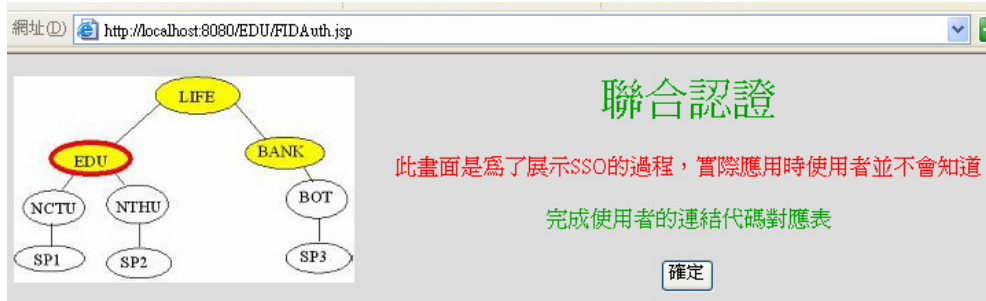 網址(D) http://localhost:8080/EDU/FIDAuth.jsp
聯合認證
LIFE
EDU BANK
此畫面是為了展示SSO的過程，實際應用時使用者並不會知道
NCTU NTHU BOT
完成使用者的連結代碼對應表
SP1 SP2 SP3
確定